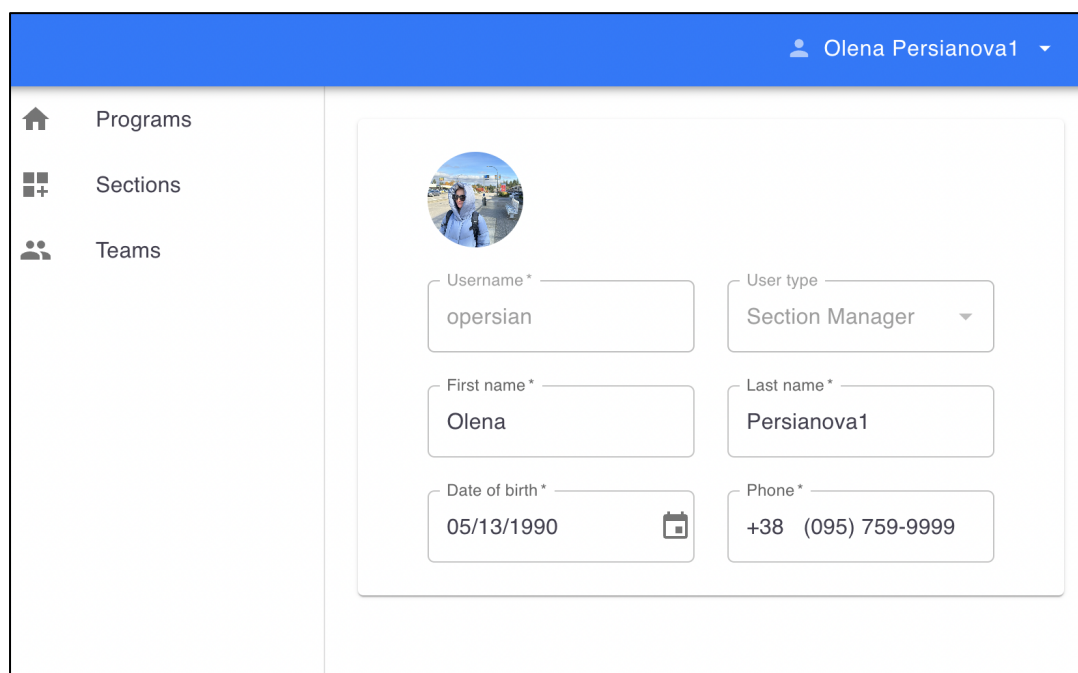 Olena Persianova1
Programs
Sections
Teams
Username *
opersian
User type
Section Manager
First name *
Olena
Last name *
Persianova1
Date of birth *
05/13/1990
Phone *
+38 (095) 759-9999